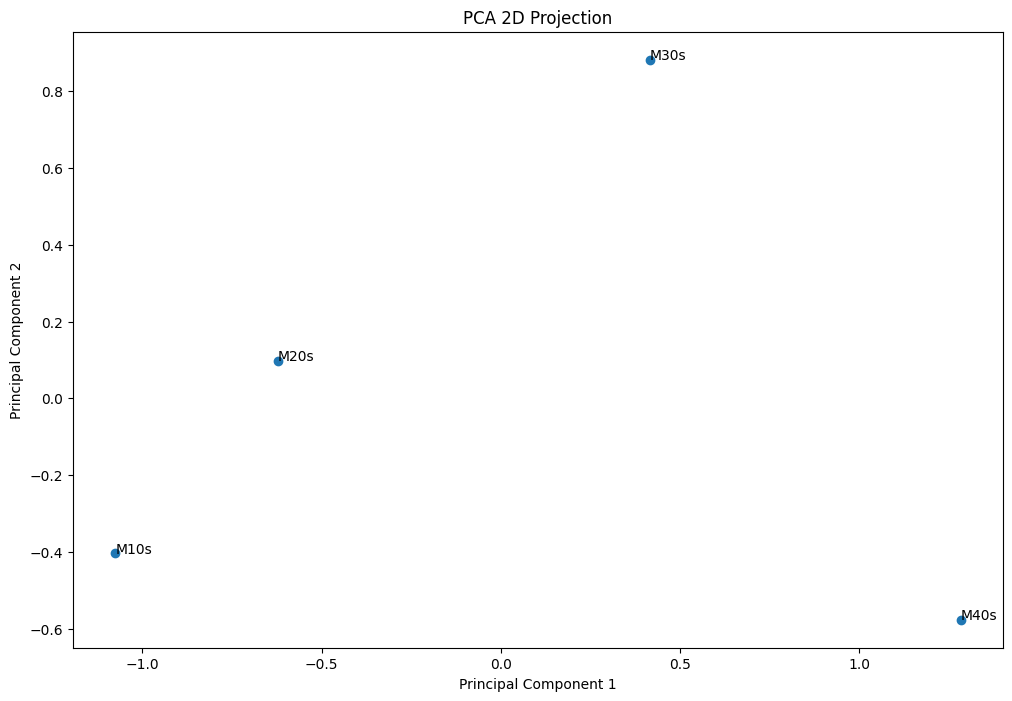 PCA 2D Projection
M30s
M20s
M10s
M40s
0.8
0.6
0.4
0.2
0.0
−0.2
−0.4
−0.6
Principal Component 2
−1.0
−0.5
0.0
0.5
1.0
Principal Component 1